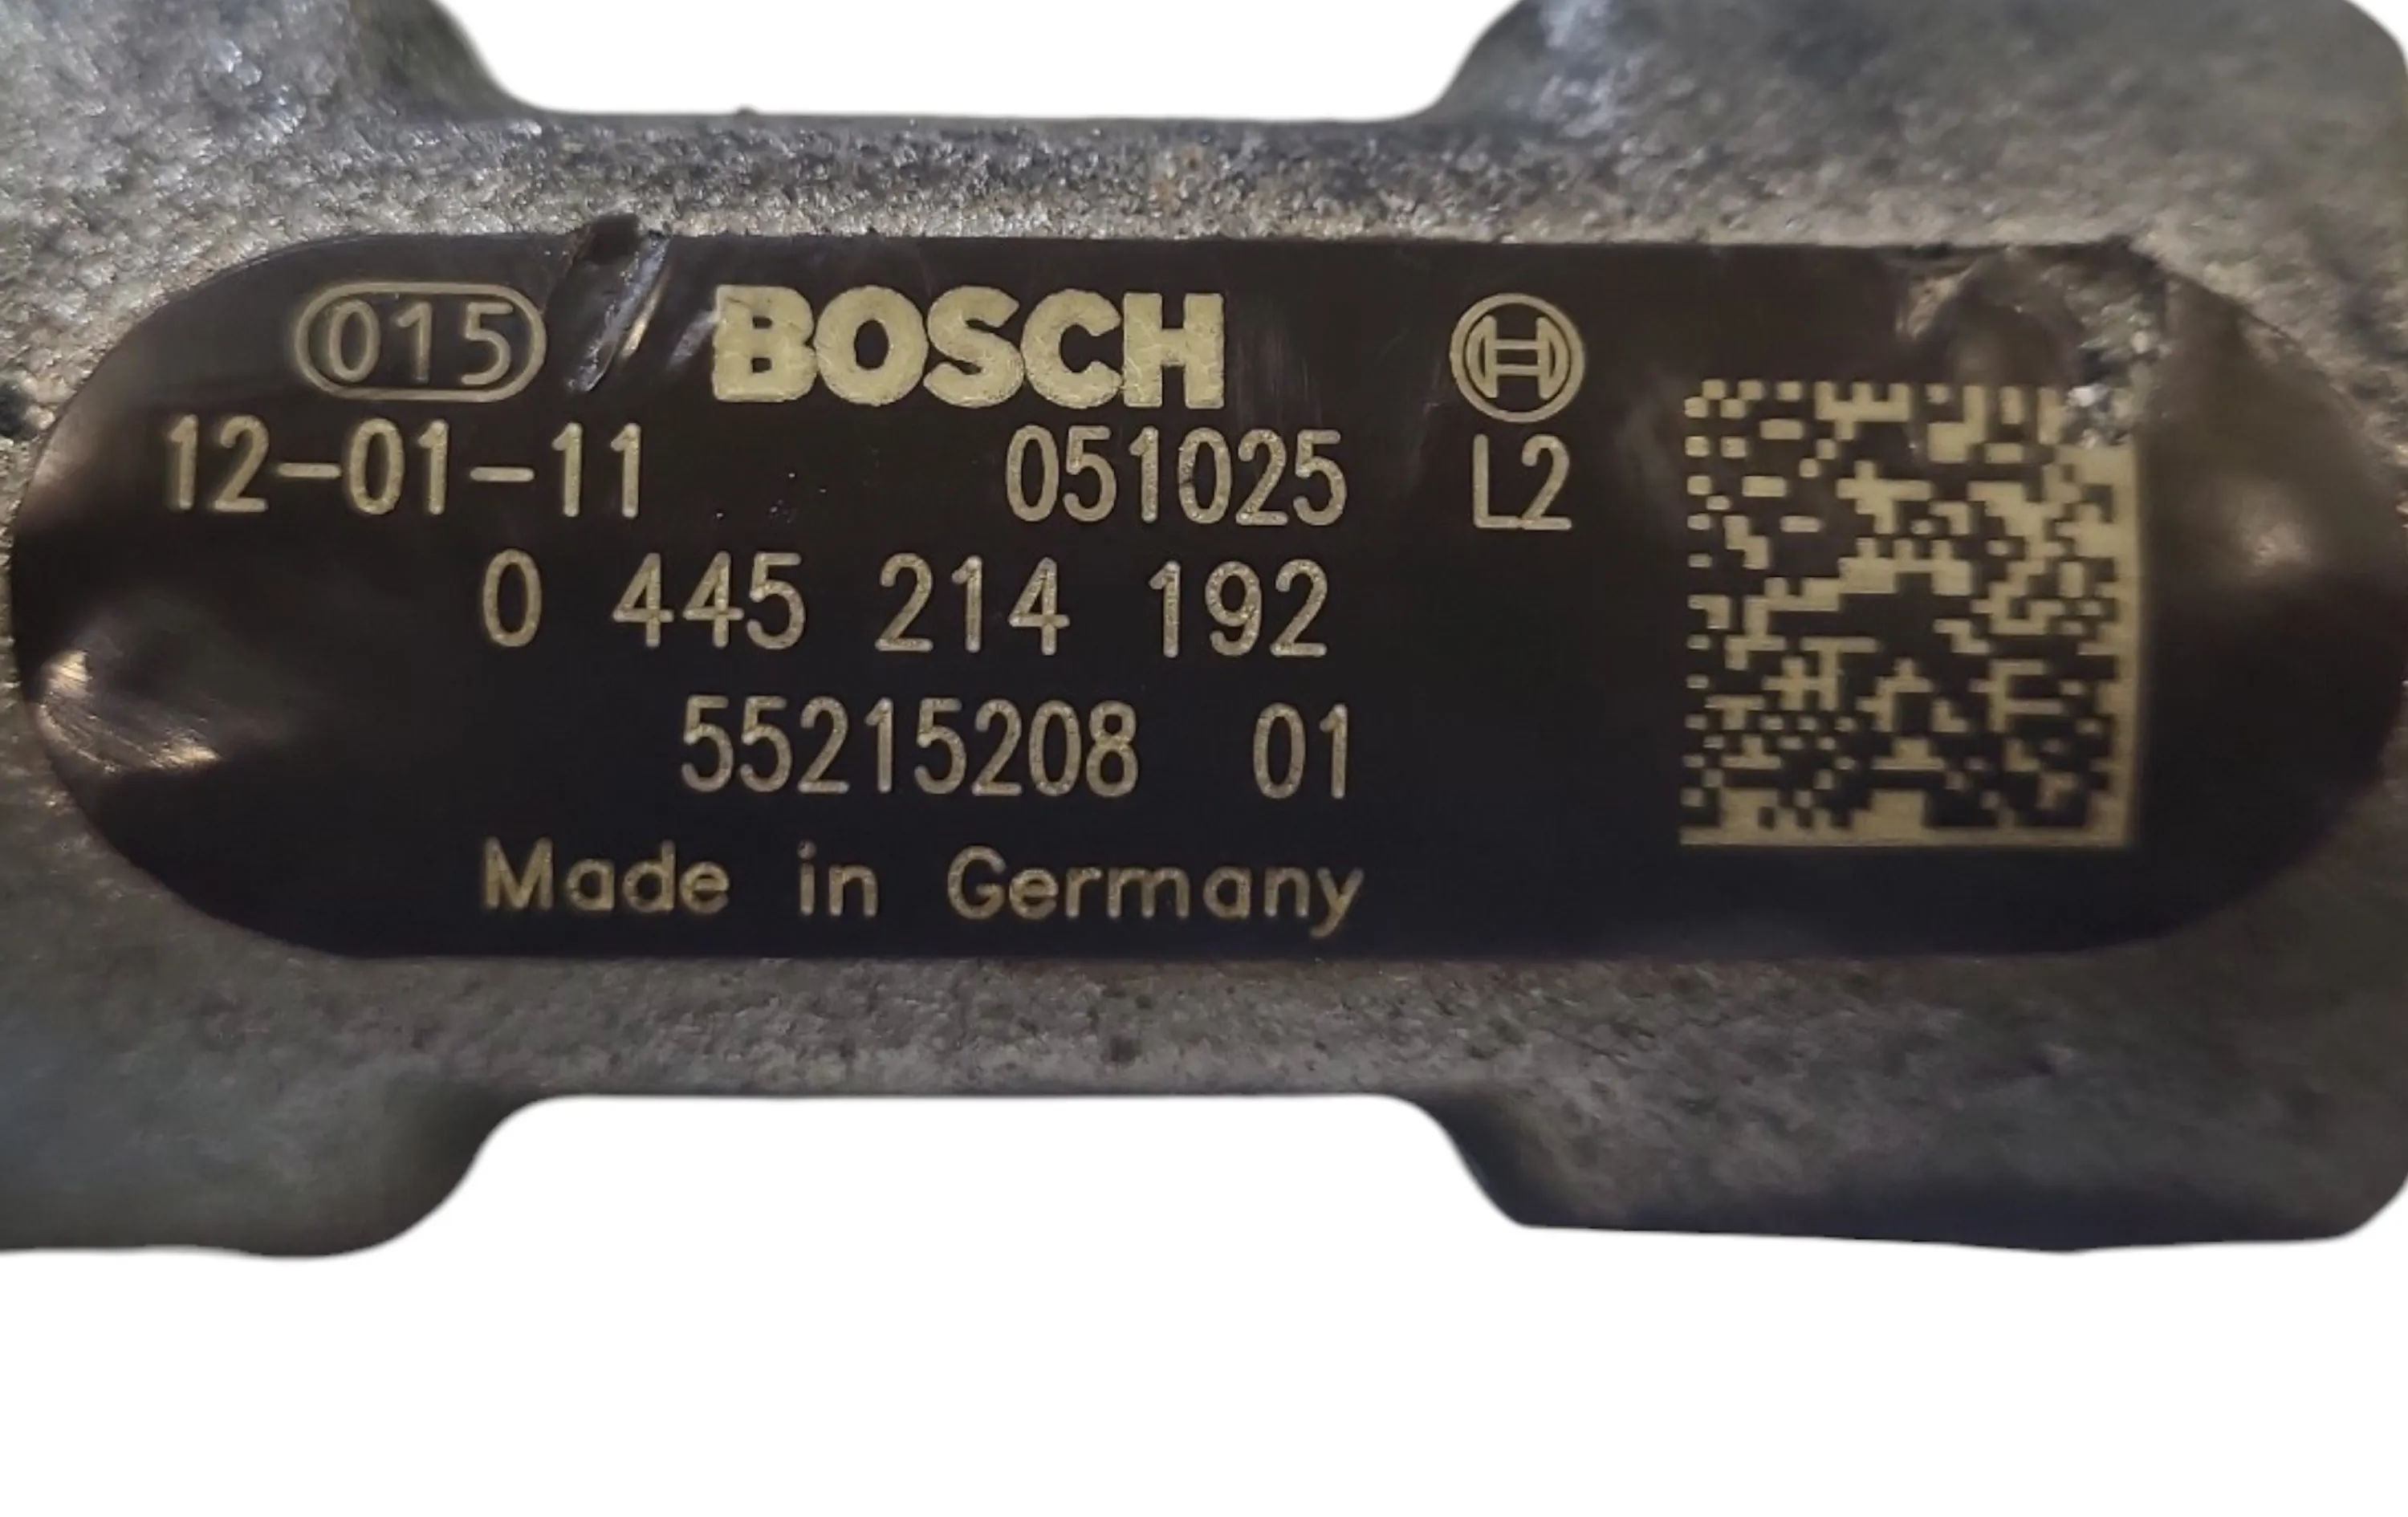 015 BOSCH
12-01-11 051025 L2
0 445 214 192
55215208 01
Made in Germany